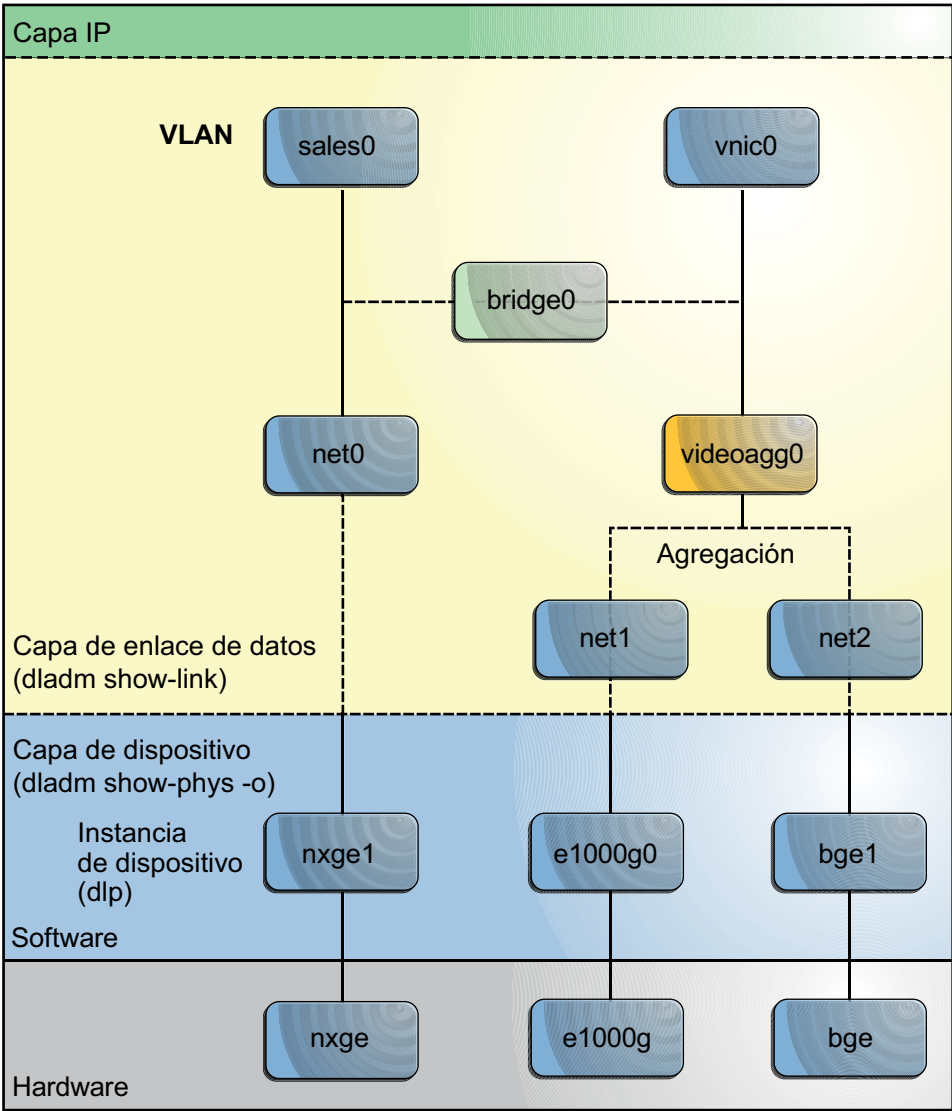 Capa IP
VLAN
sales0
vnic0
bridge0
net0
videoagg0
Agregación
net1
net2
Capa de enlace de datos
(dladm show-link)
Capa de dispositivo
(dladm show-phys -o)
Instancia
de dispositivo
(dlp)
nxge1
e1000g0
bge1
Software
nxge
e1000g
bge
Hardware